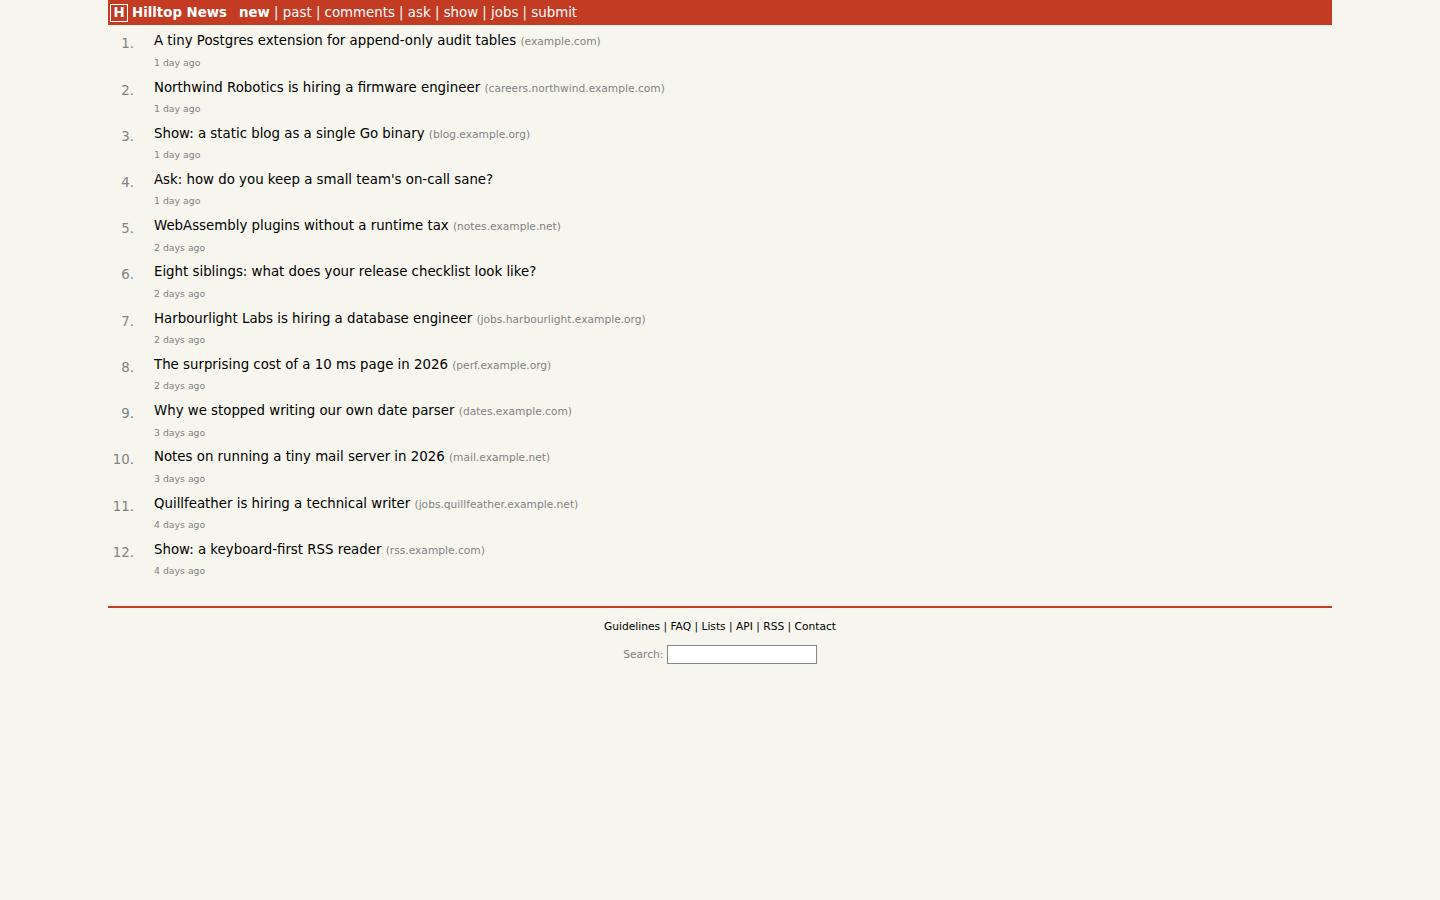 H Hilltop News new | past | comments | ask | show | jobs | submit
1. A tiny Postgres extension for append-only audit tables (example.com)
1 day ago
2. Northwind Robotics is hiring a firmware engineer (careers.northwind.example.com)
1 day ago
3. Show: a static blog as a single Go binary (blog.example.org)
1 day ago
4. Ask: how do you keep a small team's on-call sane?
1 day ago
5. WebAssembly plugins without a runtime tax (notes.example.net)
2 days ago
6. Eight siblings: what does your release checklist look like?
2 days ago
7. Harbourlight Labs is hiring a database engineer (jobs.harbourlight.example.org)
2 days ago
8. The surprising cost of a 10 ms page in 2026 (perf.example.org)
2 days ago
9. Why we stopped writing our own date parser (dates.example.com)
3 days ago
10. Notes on running a tiny mail server in 2026 (mail.example.net)
3 days ago
11. Quillfeather is hiring a technical writer (jobs.quillfeather.example.net)
4 days ago
12. Show: a keyboard-first RSS reader (rss.example.com)
4 days ago
Guidelines | FAQ | Lists | API | RSS | Contact
Search: